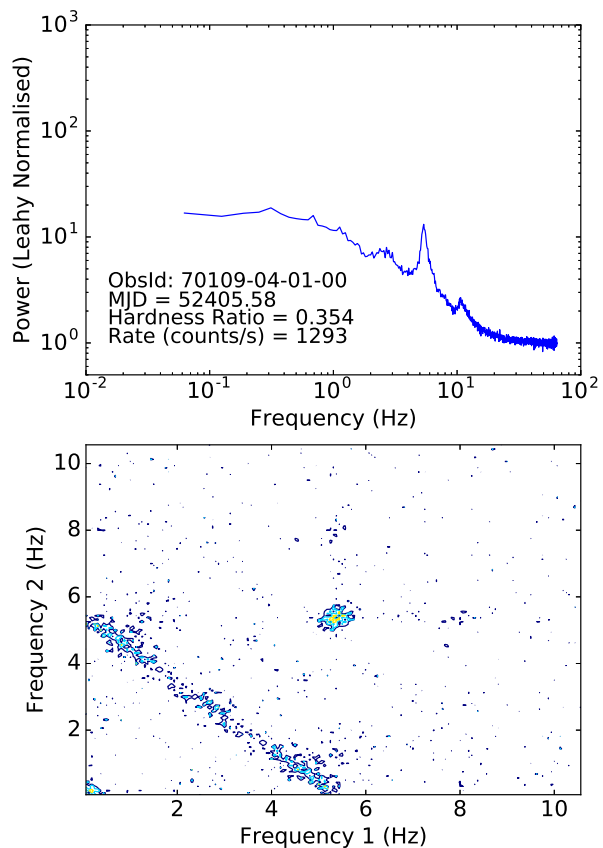 10³
10²
10¹
10⁰
Power (Leahy Normalised)
ObsId: 70109-04-01-00
MJD = 52405.58
Hardness Ratio = 0.354
Rate (counts/s) = 1293
10⁻² 10⁻¹ 10⁰ 10¹ 10²
Frequency (Hz)
10
8
6
4
2
Frequency 2 (Hz)
2 4 6 8 10
Frequency 1 (Hz)